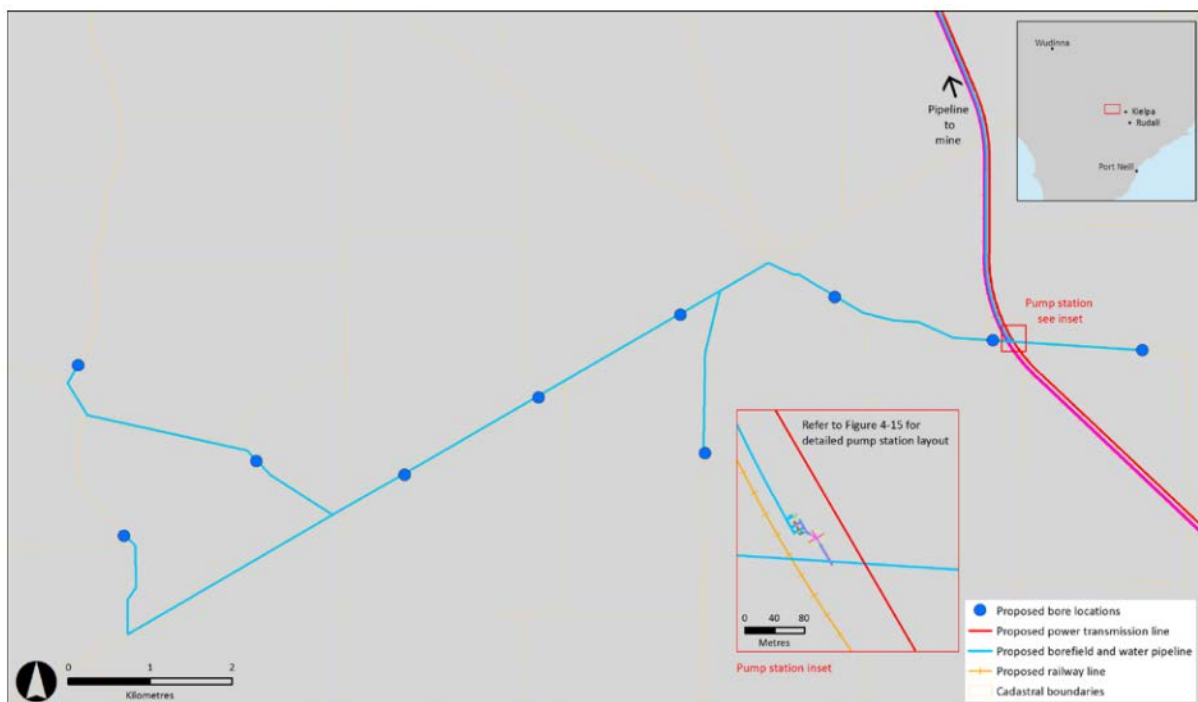 Wudinna
Kielpa
Rudall
Port Neill
Pipeline
to
mine
Pump station
see inset
Refer to Figure 4-15 for
detailed pump station layout
0 40 80
Metres
Pump station inset
0 1 2
Kilometres
Proposed bore locations
Proposed power transmission line
Proposed borefield and water pipeline
Proposed railway line
Cadastral boundaries